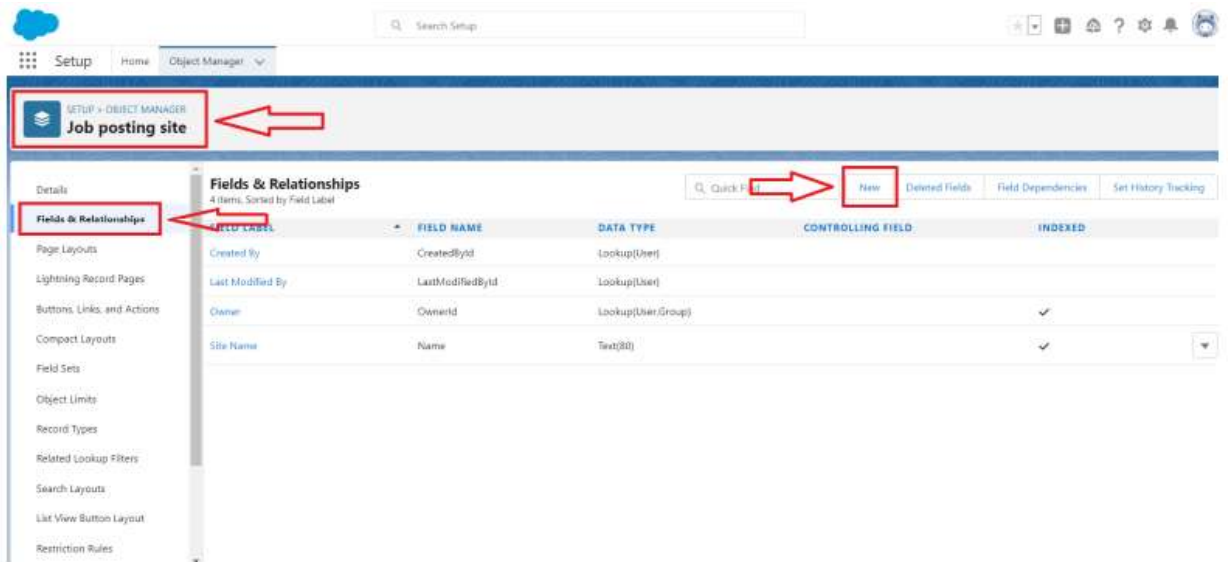 Search Setup
Setup Home Object Manager
SETUP > OBJECT MANAGER
Job posting site
Details
Fields & Relationships
Page Layouts
Lightning Record Pages
Buttons, Links, and Actions
Compact Layouts
Field Sets
Object Limits
Record Types
Related Lookup Filters
Search Layouts
List View Button Layout
Restriction Rules
Fields & Relationships
4 Items, Sorted by Field Label
Quick Find
New
Deleted Fields
Field Dependencies
Set History Tracking
FIELD LABEL FIELD NAME DATA TYPE CONTROLLING FIELD INDEXED
Created By CreatedById Lookup(User)
Last Modified By LastModifiedById Lookup(User)
Owner OwnerId Lookup(User,Group)
Site Name Name Text(80)